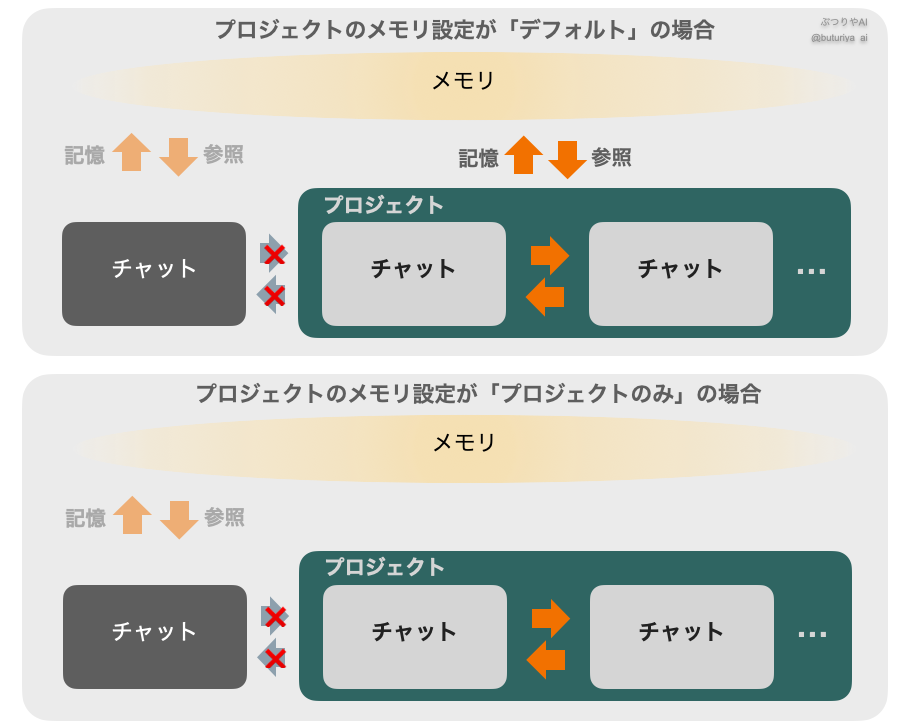 プロジェクトのメモリ設定が「デフォルト」の場合
ぶつりやAI
@buturiya_ai
メモリ
記憶 参照
記憶 参照
プロジェクト
チャット
チャット
チャット
...
プロジェクトのメモリ設定が「プロジェクトのみ」の場合
メモリ
記憶 参照
プロジェクト
チャット
チャット
チャット
...